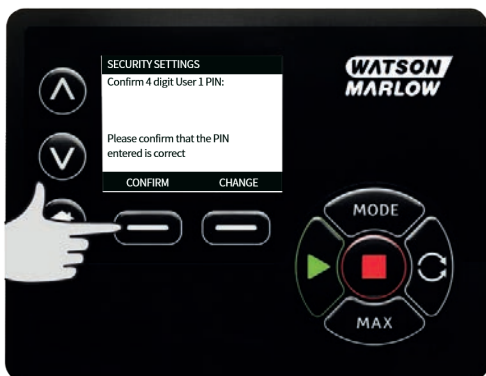 SECURITY SETTINGS
Confirm 4 digit User 1 PIN:
Please confirm that the PIN
entered is correct
CONFIRM CHANGE
WATSON
MARLOW
MODE
MAX